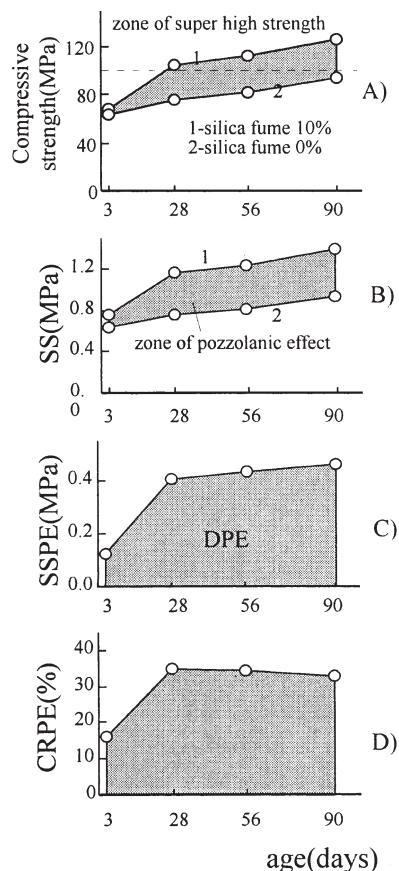 zone of super high strength
Compressive
strength(MPa)
120
80
40
0
1
2
1-silica fume 10%
2-silica fume 0%
A)
3 28 56 90
SS(MPa)
1.2
0.8
0.4
0.
0
1
2
zone of pozzolanic effect
B)
3 28 56 90
SSPE(MPa)
0.4
0.2
0.0
DPE
C)
3 28 56 90
CRPE(%)
40
30
20
10
0
D)
3 28 56 90
age(days)